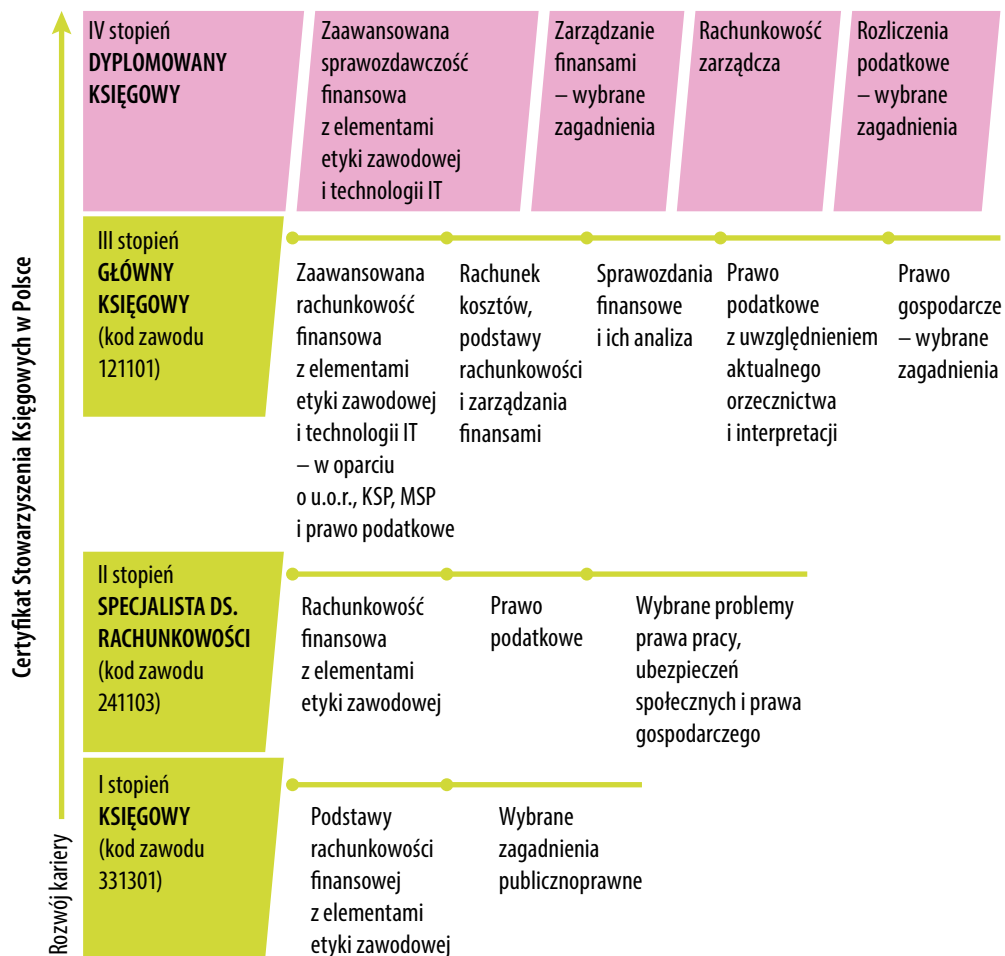 IV stopień
DYPLOMOWANY
KSIĘGOWY
Zaawansowana
sprawozdawczość
finansowa
z elementami
etyki zawodowej
i technologii IT
Zarządzanie
finansami
– wybrane
zagadnienia
Rachunkowość
zarządcza
Rozliczenia
podatkowe
– wybrane
zagadnienia
III stopień
GŁÓWNY
KSIĘGOWY
(kod zawodu
121101)
Zaawansowana
rachunkowość
finansowa
z elementami
etyki zawodowej
i technologii IT
– w oparciu
o u.o.r., KSP, MSP
i prawo podatkowe
Rachunek
kosztów,
podstawy
rachunkowości
i zarządzania
finansami
Sprawozdania
finansowe
i ich analiza
Prawo
podatkowe
z uwzględnieniem
aktualnego
orzecznictwa
i interpretacji
Prawo
gospodarcze
– wybrane
zagadnienia
II stopień
SPECJALISTA DS.
RACHUNKOWOŚCI
(kod zawodu
241103)
Rachunkowość
finansowa
z elementami
etyki zawodowej
Prawo
podatkowe
Wybrane problemy
prawa pracy,
ubezpieczeń
społecznych i prawa
gospodarczego
I stopień
KSIĘGOWY
(kod zawodu
331301)
Podstawy
rachunkowości
finansowej
z elementami
etyki zawodowej
Wybrane
zagadnienia
publicznoprawne
Certyfikat Stowarzyszenia Księgowych w Polsce
Rozwój kariery